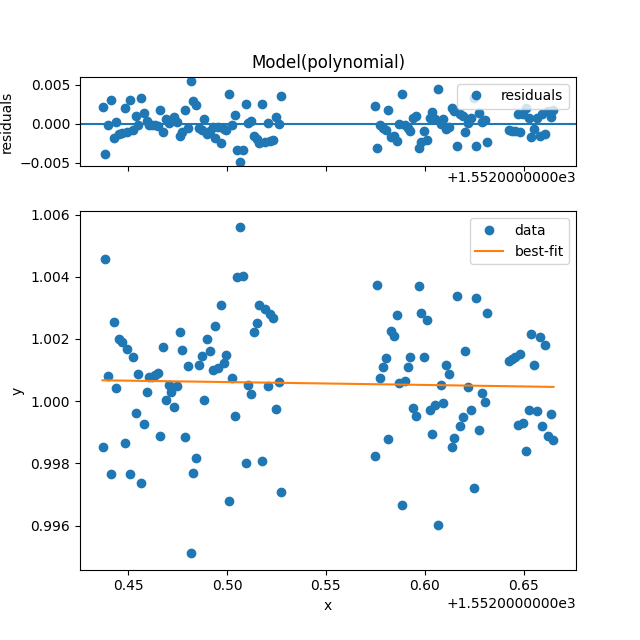 Model(polynomial)
residuals
0.005
0.000
−0.005
residuals
+1.5520000000e3
1.006
1.004
1.002
1.000
0.998
0.996
y
data
best-fit
0.45
0.50
0.55
0.60
0.65
x
+1.5520000000e3